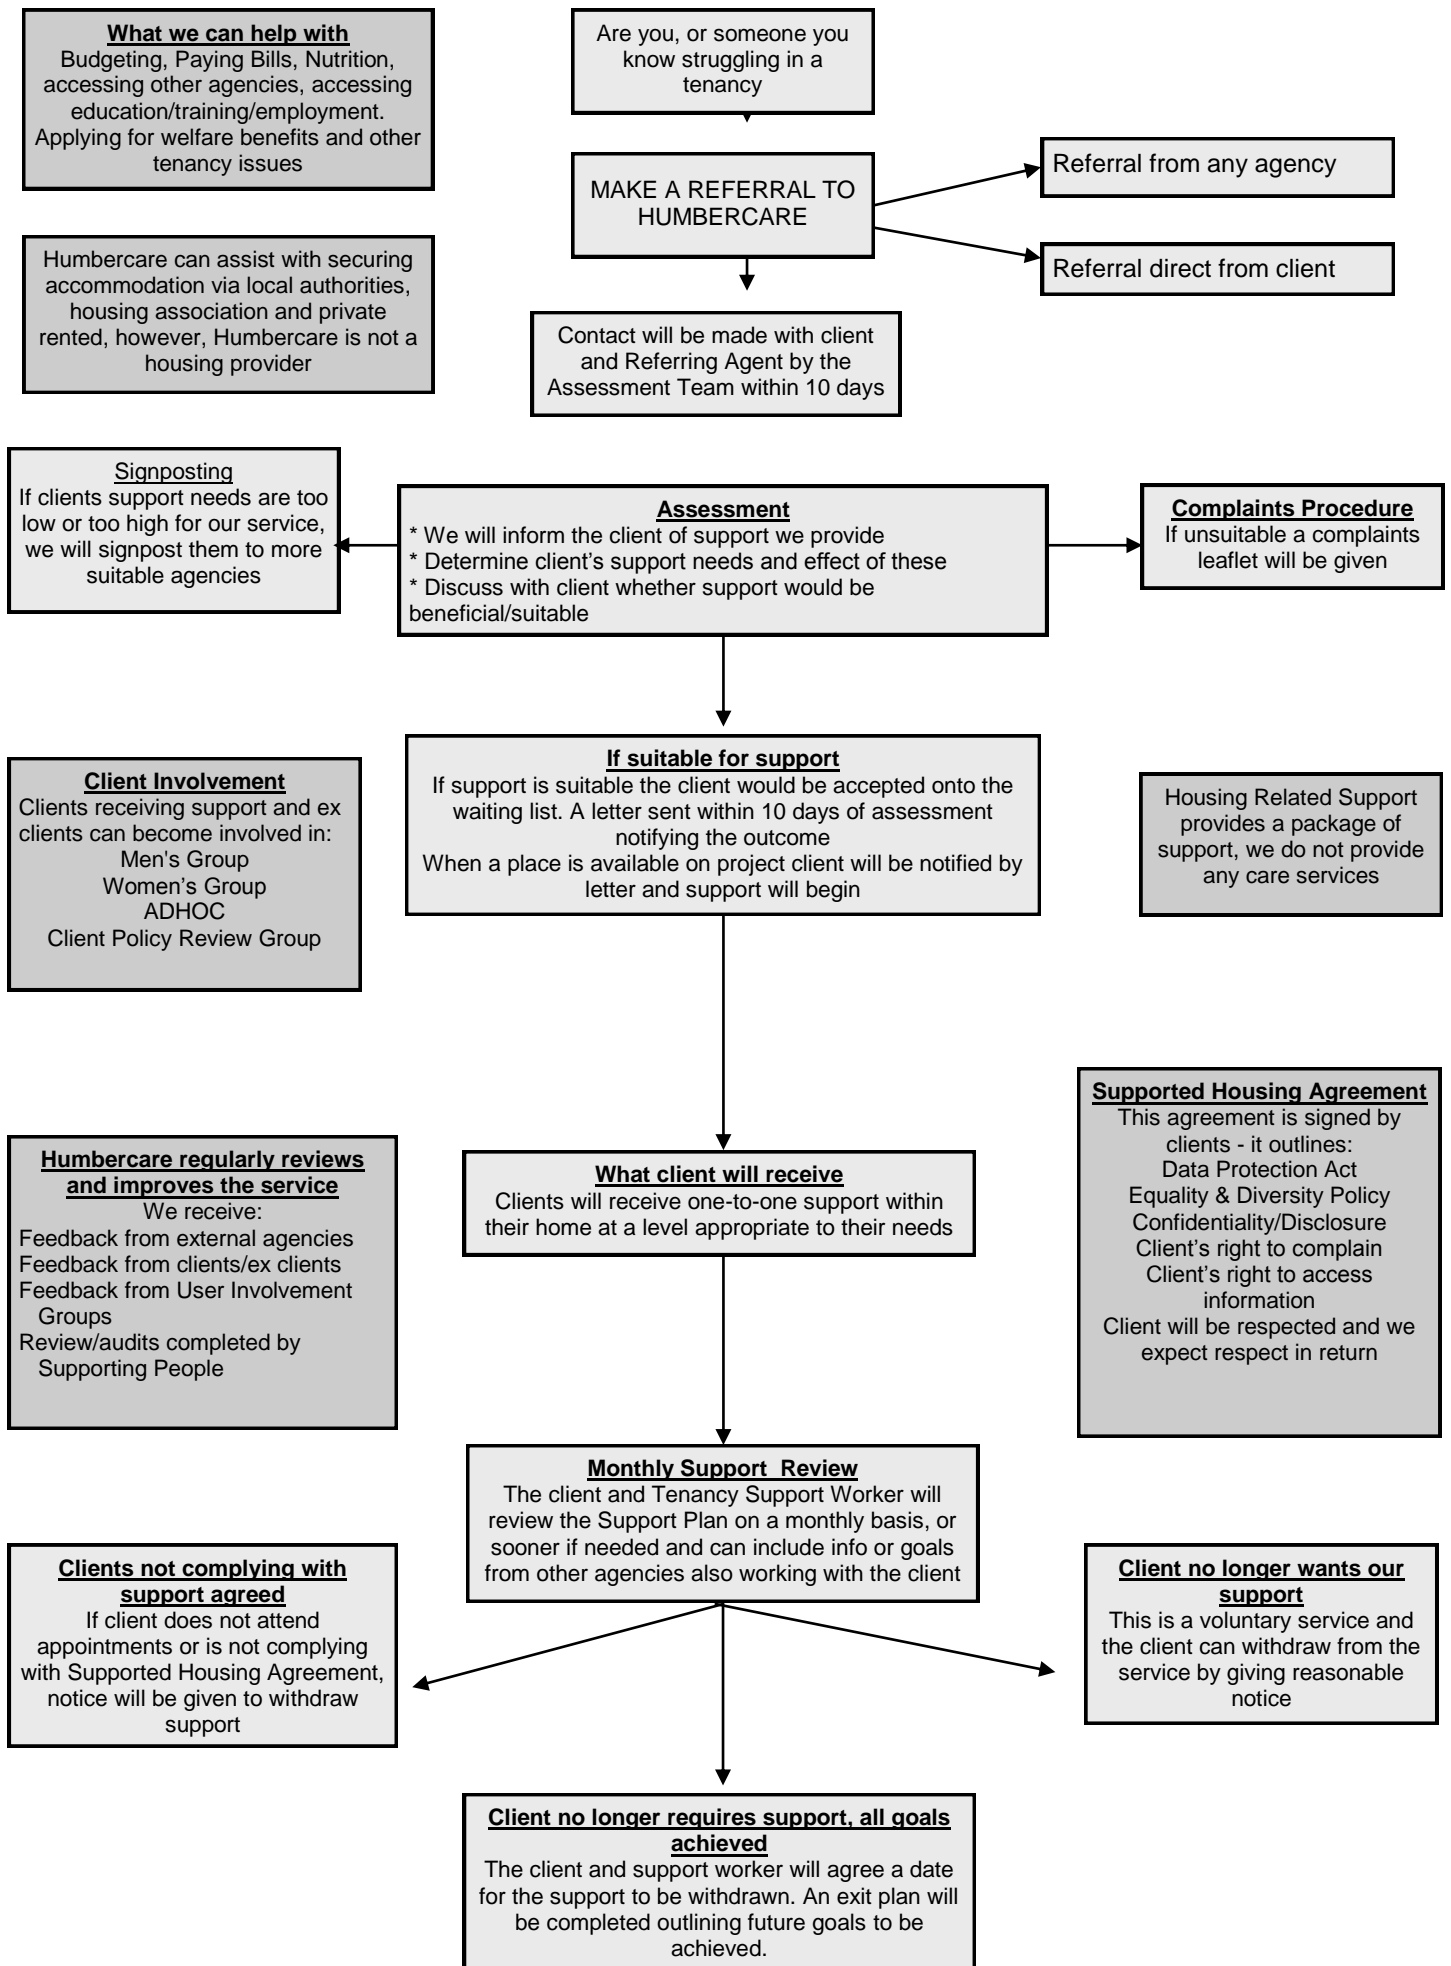 What we can help with
Budgeting, Paying Bills, Nutrition,
accessing other agencies, accessing
education/training/employment.
Applying for welfare benefits and other
tenancy issues
Are you, or someone you
know struggling in a
tenancy
MAKE A REFERRAL TO
HUMBERCARE
Referral from any agency
Referral direct from client
Humbercare can assist with securing
accommodation via local authorities,
housing association and private
rented, however, Humbercare is not a
housing provider
Contact will be made with client
and Referring Agent by the
Assessment Team within 10 days
Signposting
If clients support needs are too
low or too high for our service,
we will signpost them to more
suitable agencies
Assessment
* We will inform the client of support we provide
* Determine client’s support needs and effect of these
* Discuss with client whether support would be
beneficial/suitable
Complaints Procedure
If unsuitable a complaints
leaflet will be given
If suitable for support
If support is suitable the client would be accepted onto the
waiting list. A letter sent within 10 days of assessment
notifying the outcome
When a place is available on project client will be notified by
letter and support will begin
Client Involvement
Clients receiving support and ex
clients can become involved in:
Men's Group
Women’s Group
ADHOC
Client Policy Review Group
Housing Related Support
provides a package of
support, we do not provide
any care services
Supported Housing Agreement
This agreement is signed by
clients - it outlines:
Data Protection Act
Equality & Diversity Policy
Confidentiality/Disclosure
Client’s right to complain
Client’s right to access
information
Client will be respected and we
expect respect in return
Humbercare regularly reviews
and improves the service
We receive:
Feedback from external agencies
Feedback from clients/ex clients
Feedback from User Involvement
Groups
Review/audits completed by
Supporting People
What client will receive
Clients will receive one-to-one support within
their home at a level appropriate to their needs
Monthly Support Review
The client and Tenancy Support Worker will
review the Support Plan on a monthly basis, or
sooner if needed and can include info or goals
from other agencies also working with the client
Clients not complying with
support agreed
If client does not attend
appointments or is not complying
with Supported Housing Agreement,
notice will be given to withdraw
support
Client no longer wants our
support
This is a voluntary service and
the client can withdraw from the
service by giving reasonable
notice
Client no longer requires support, all goals
achieved
The client and support worker will agree a date
for the support to be withdrawn. An exit plan will
be completed outlining future goals to be
achieved.